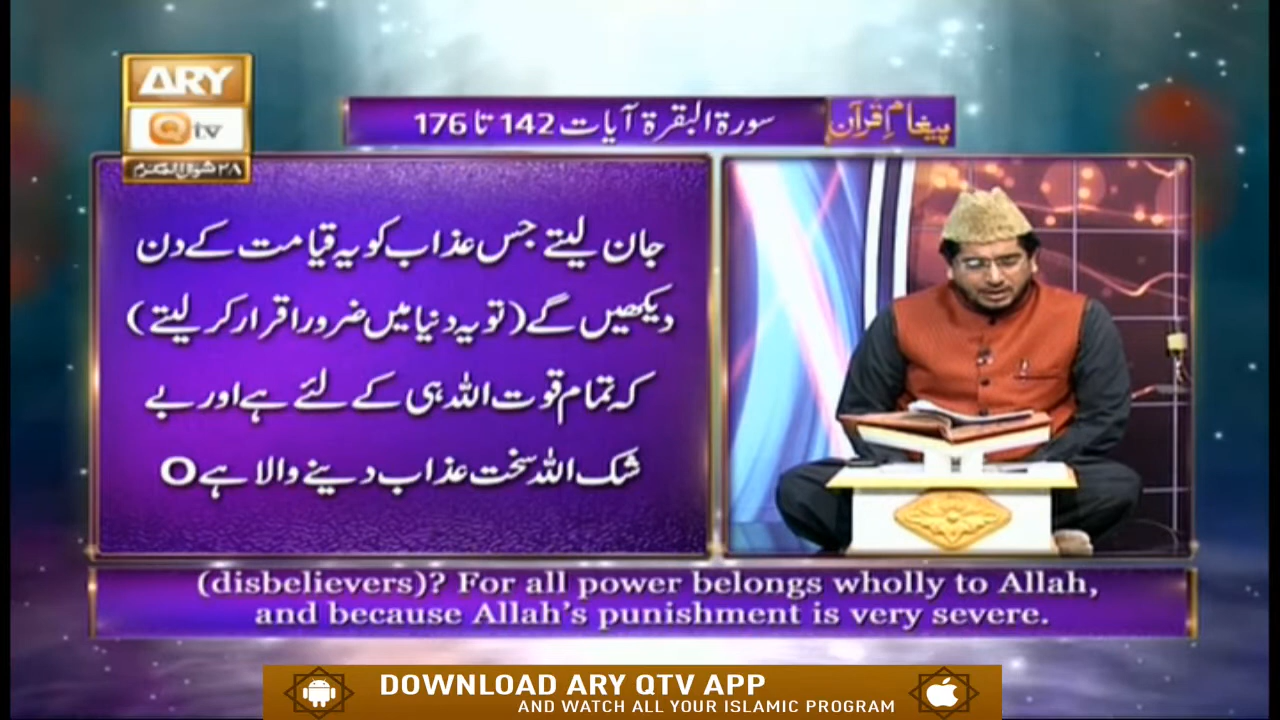 ARY
Qtv
۲۸ شوال المکرم
پیغامِ قرآن
سورۃ البقرۃ آیات 142 تا 176
جان لیتے جس عذاب کو یہ قیامت کے دن
دیکھیں گے (تو یہ دنیا میں ضرور اقرار کر لیتے)
کہ تمام قوت اللہ ہی کے لئے ہے اور بے
شک اللہ سخت عذاب دینے والا ہے O
(disbelievers)? For all power belongs wholly to Allah,
and because Allah's punishment is very severe.
DOWNLOAD ARY QTV APP
AND WATCH ALL YOUR ISLAMIC PROGRAM